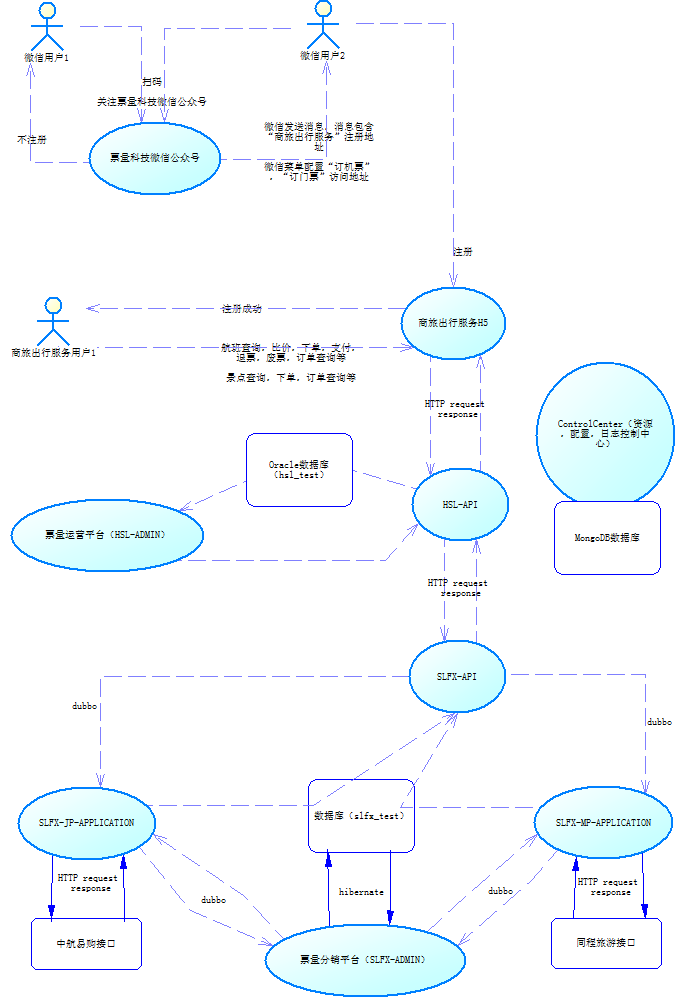 微信用户1
微信用户2
扫码
关注票量科技微信公众号
不注册
微信发送消息，消息包含
“商旅出行服务”注册地
址
票量科技微信公众号
微信菜单配置“订机票”
，“订门票”访问地址
注册
注册成功
商旅出行服务H5
商旅出行服务用户1
航班查询，比价，下单，支付，
退票，废票，订单查询等
景点查询，下单，订单查询等
HTTP request
response
ControlCenter（资源
，配置，日志控制中
心）
Oracle数据库
（hsl_test）
HSL-API
票量运营平台（HSL-ADMIN）
MongoDB数据库
HTTP request
response
SLFX-API
dubbo
dubbo
SLFX-JP-APPLICATION
数据库（slfx_test）
SLFX-MP-APPLICATION
HTTP request
response
dubbo
hibernate
dubbo
HTTP request
response
中航易购接口
票量分销平台（SLFX-ADMIN）
同程旅游接口